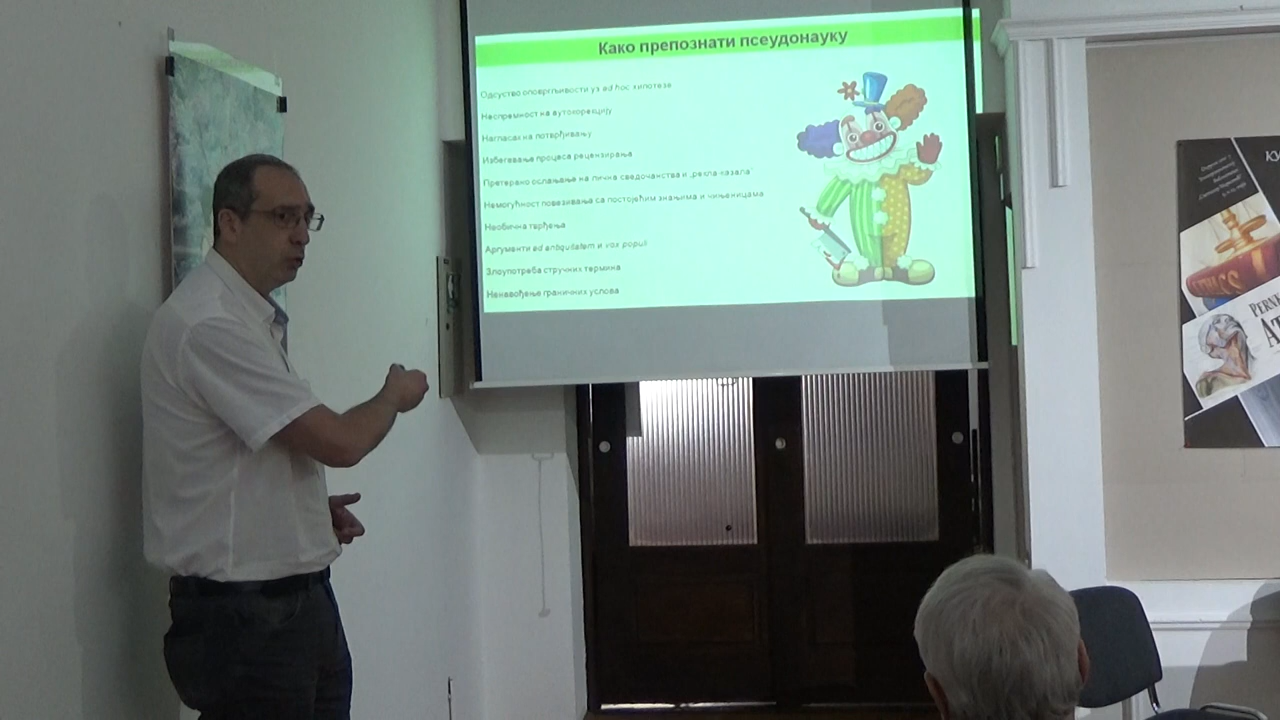 Како препознати псеудонауку
Одсуство оповргљивости уз ad hoc хипотезе
Неспремност на аутокорекцију
Нагласак на потврђивању
Избегавање процеса рецензирања
Претерано ослањање на лична сведочанства и „рекла-казала“
Немогућност повезивања са постојећим знањима и чињеницама
Необична тврђења
Аргументи ad antiquitatem и vox populi
Злоупотреба стручних термина
Ненавођење граничких услова